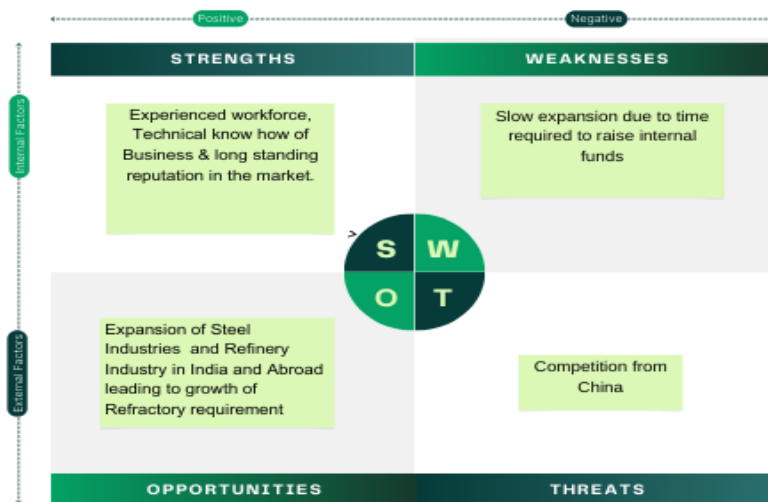 Positive
Negative
STRENGTHS
WEAKNESSES
Internal Factors
Experienced workforce,
Technical know how of
Business & long standing
reputation in the market.
Slow expansion due to time
required to raise internal
funds
>
S
W
O
T
External Factors
Expansion of Steel
Industries and Refinery
Industry in India and Abroad
leading to growth of
Refractory requirement
Competition from
China
OPPORTUNITIES
THREATS